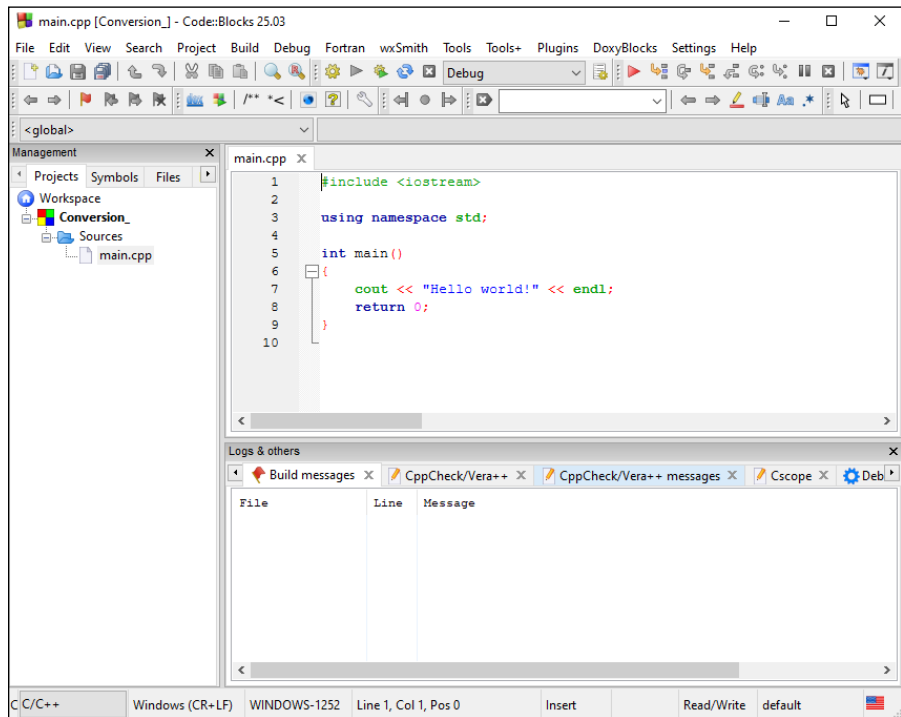 main.cpp [Conversion_] - Code::Blocks 25.03
File Edit View Search Project Build Debug Fortran wxSmith Tools Tools+ Plugins DoxyBlocks Settings Help
Debug
/** *<
Aa .*
<global>
Management
Projects Symbols Files
Workspace
Conversion_
Sources
main.cpp
main.cpp
1 #include <iostream>
2
3 using namespace std;
4
5 int main()
6 {
7 cout << "Hello world!" << endl;
8 return 0;
9 }
10
Logs & others
Build messages CppCheck/Vera++ CppCheck/Vera++ messages Cscope Deb
File Line Message
C C/C++ Windows (CR+LF) WINDOWS-1252 Line 1, Col 1, Pos 0 Insert Read/Write default